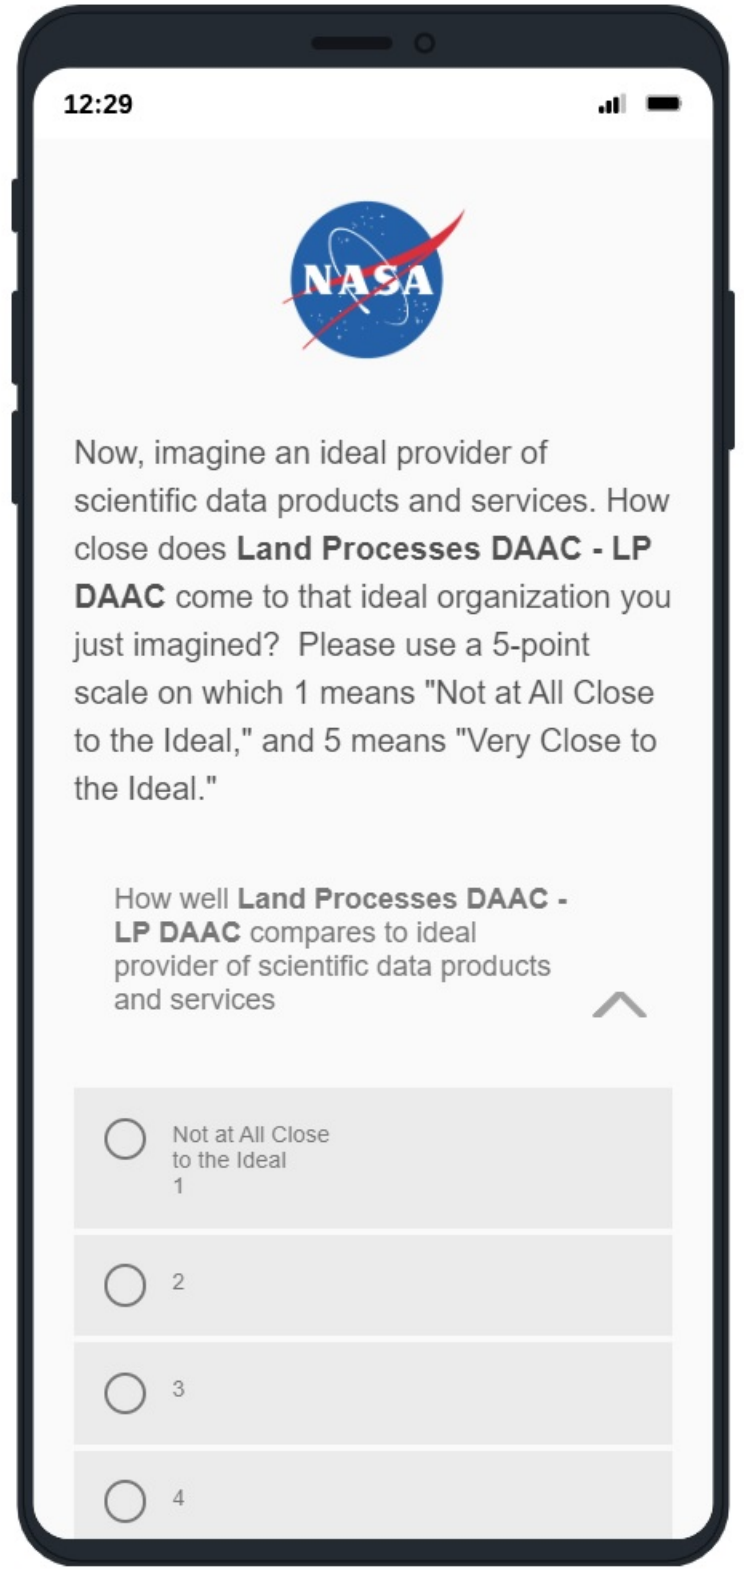 12:29
NASA
Now, imagine an ideal provider of
scientific data products and services. How
close does Land Processes DAAC - LP
DAAC come to that ideal organization you
just imagined?  Please use a 5-point
scale on which 1 means "Not at All Close
to the Ideal," and 5 means "Very Close to
the Ideal."
How well Land Processes DAAC -
LP DAAC compares to ideal
provider of scientific data products
and services
Not at All Close
to the Ideal
1
2
3
4